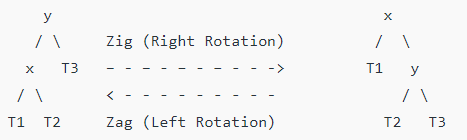 y                                     x
/ \     Zig (Right Rotation)          /  \
x   T3   - - - - - - - - - ->         T1   y
/ \       < - - - - - - - - -              / \
T1  T2     Zag (Left Rotation)            T2  T3